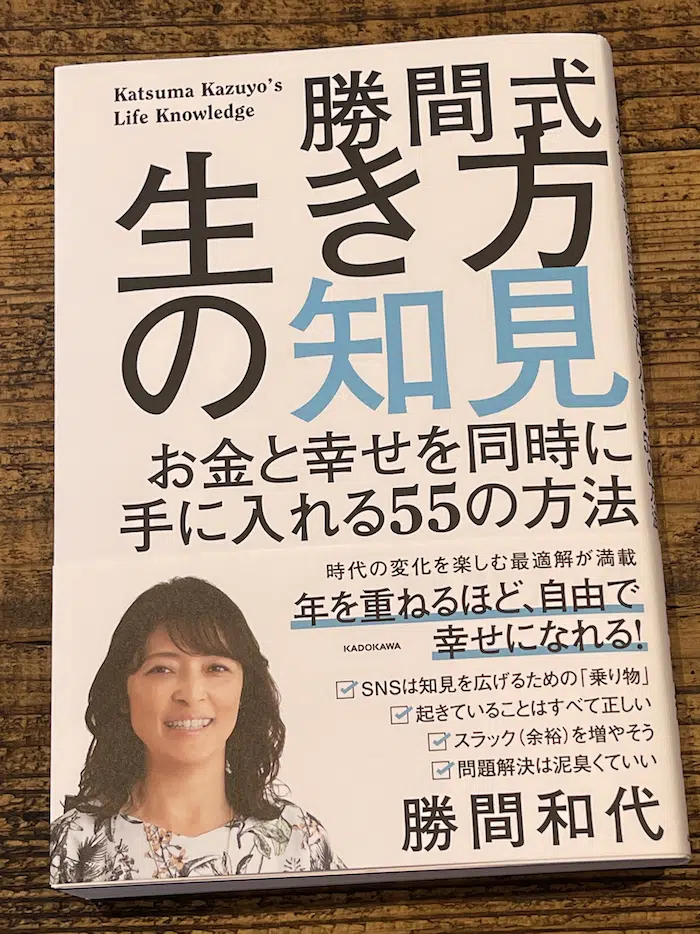 Katsuma Kazuyo's
Life Knowledge
勝間式
生き方
の知見
お金と幸せを同時に
手に入れる55の方法
時代の変化を楽しむ最適解が満載
年を重ねるほど、自由で
幸せになれる!
KADOKAWA
SNSは知見を広げるための「乗り物」
起きていることはすべて正しい
スラック(余裕)を増やそう
問題解決は泥臭くていい
勝間和代